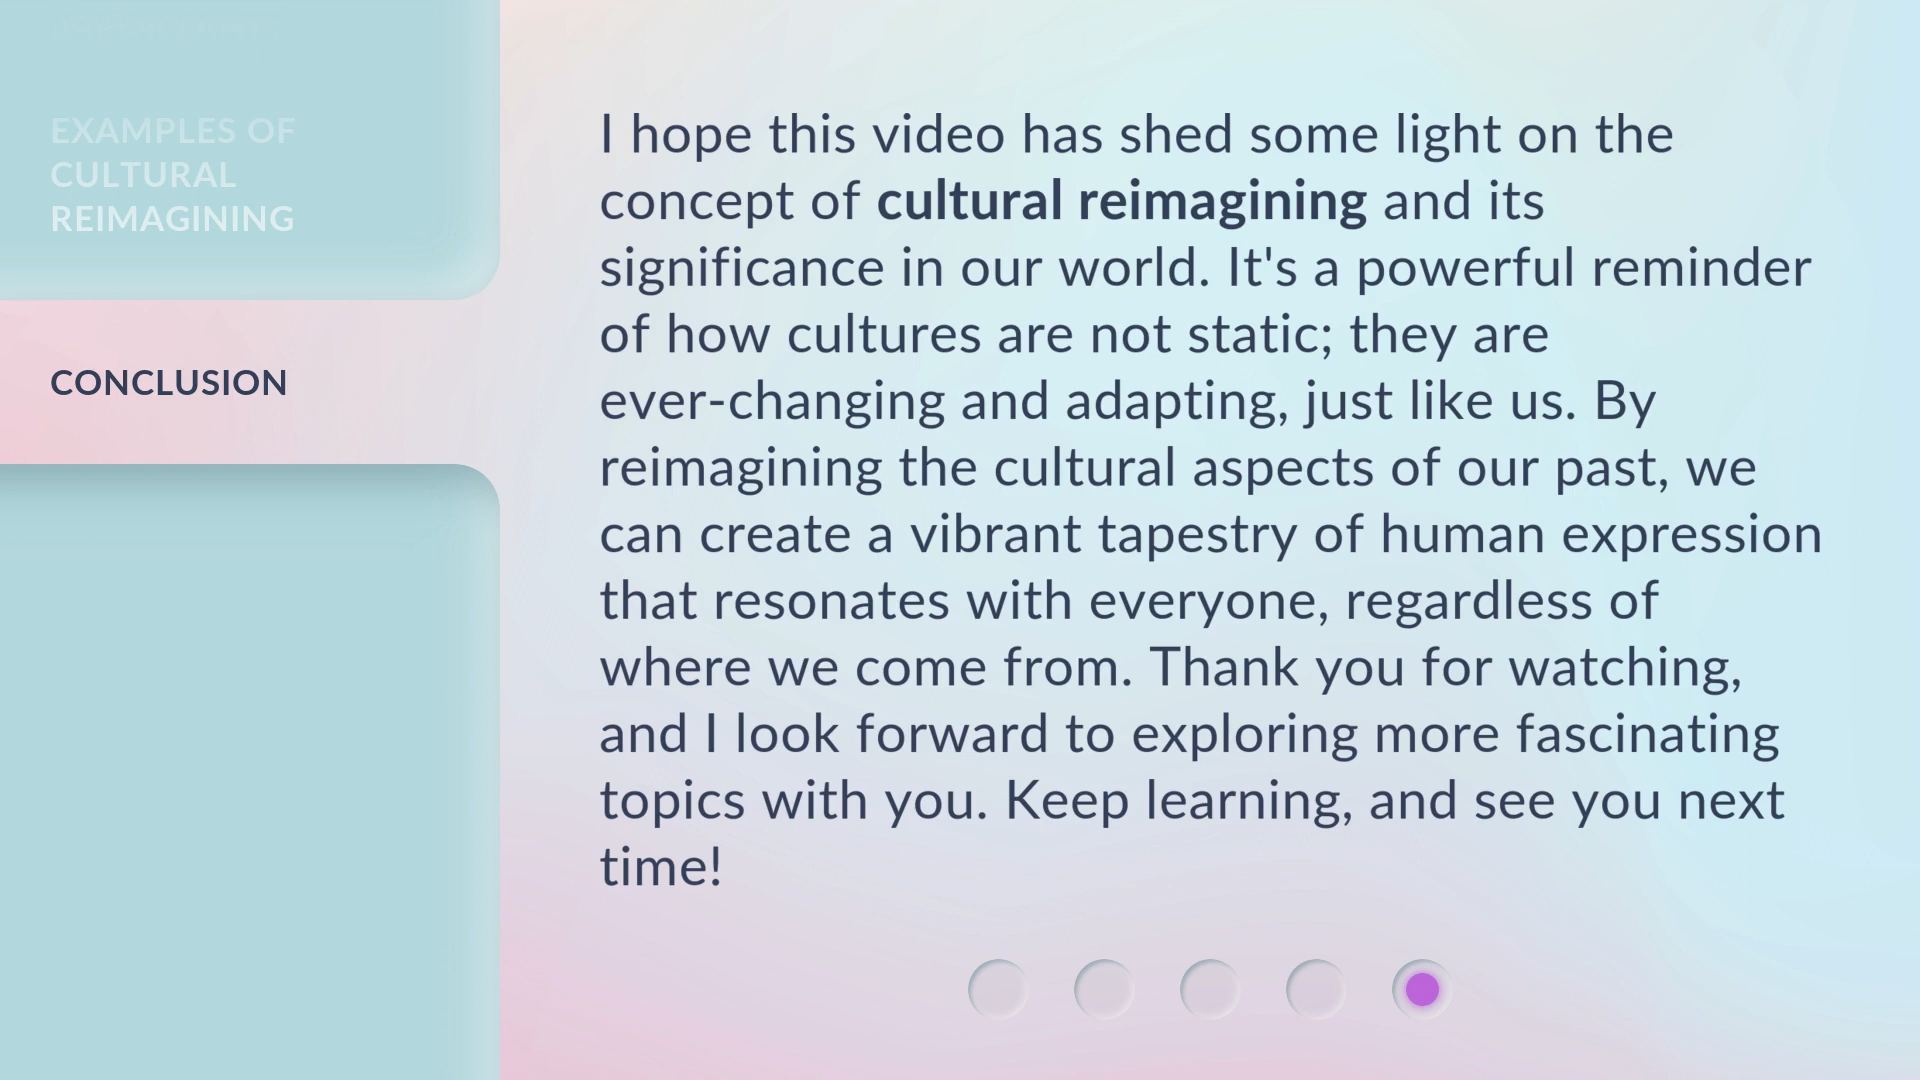 EXAMPLES OF
CULTURAL
REIMAGINING
CONCLUSION
I hope this video has shed some light on the
concept of cultural reimagining and its
significance in our world. It's a powerful reminder
of how cultures are not static; they are
ever-changing and adapting, just like us. By
reimagining the cultural aspects of our past, we
can create a vibrant tapestry of human expression
that resonates with everyone, regardless of
where we come from. Thank you for watching,
and I look forward to exploring more fascinating
topics with you. Keep learning, and see you next
time!